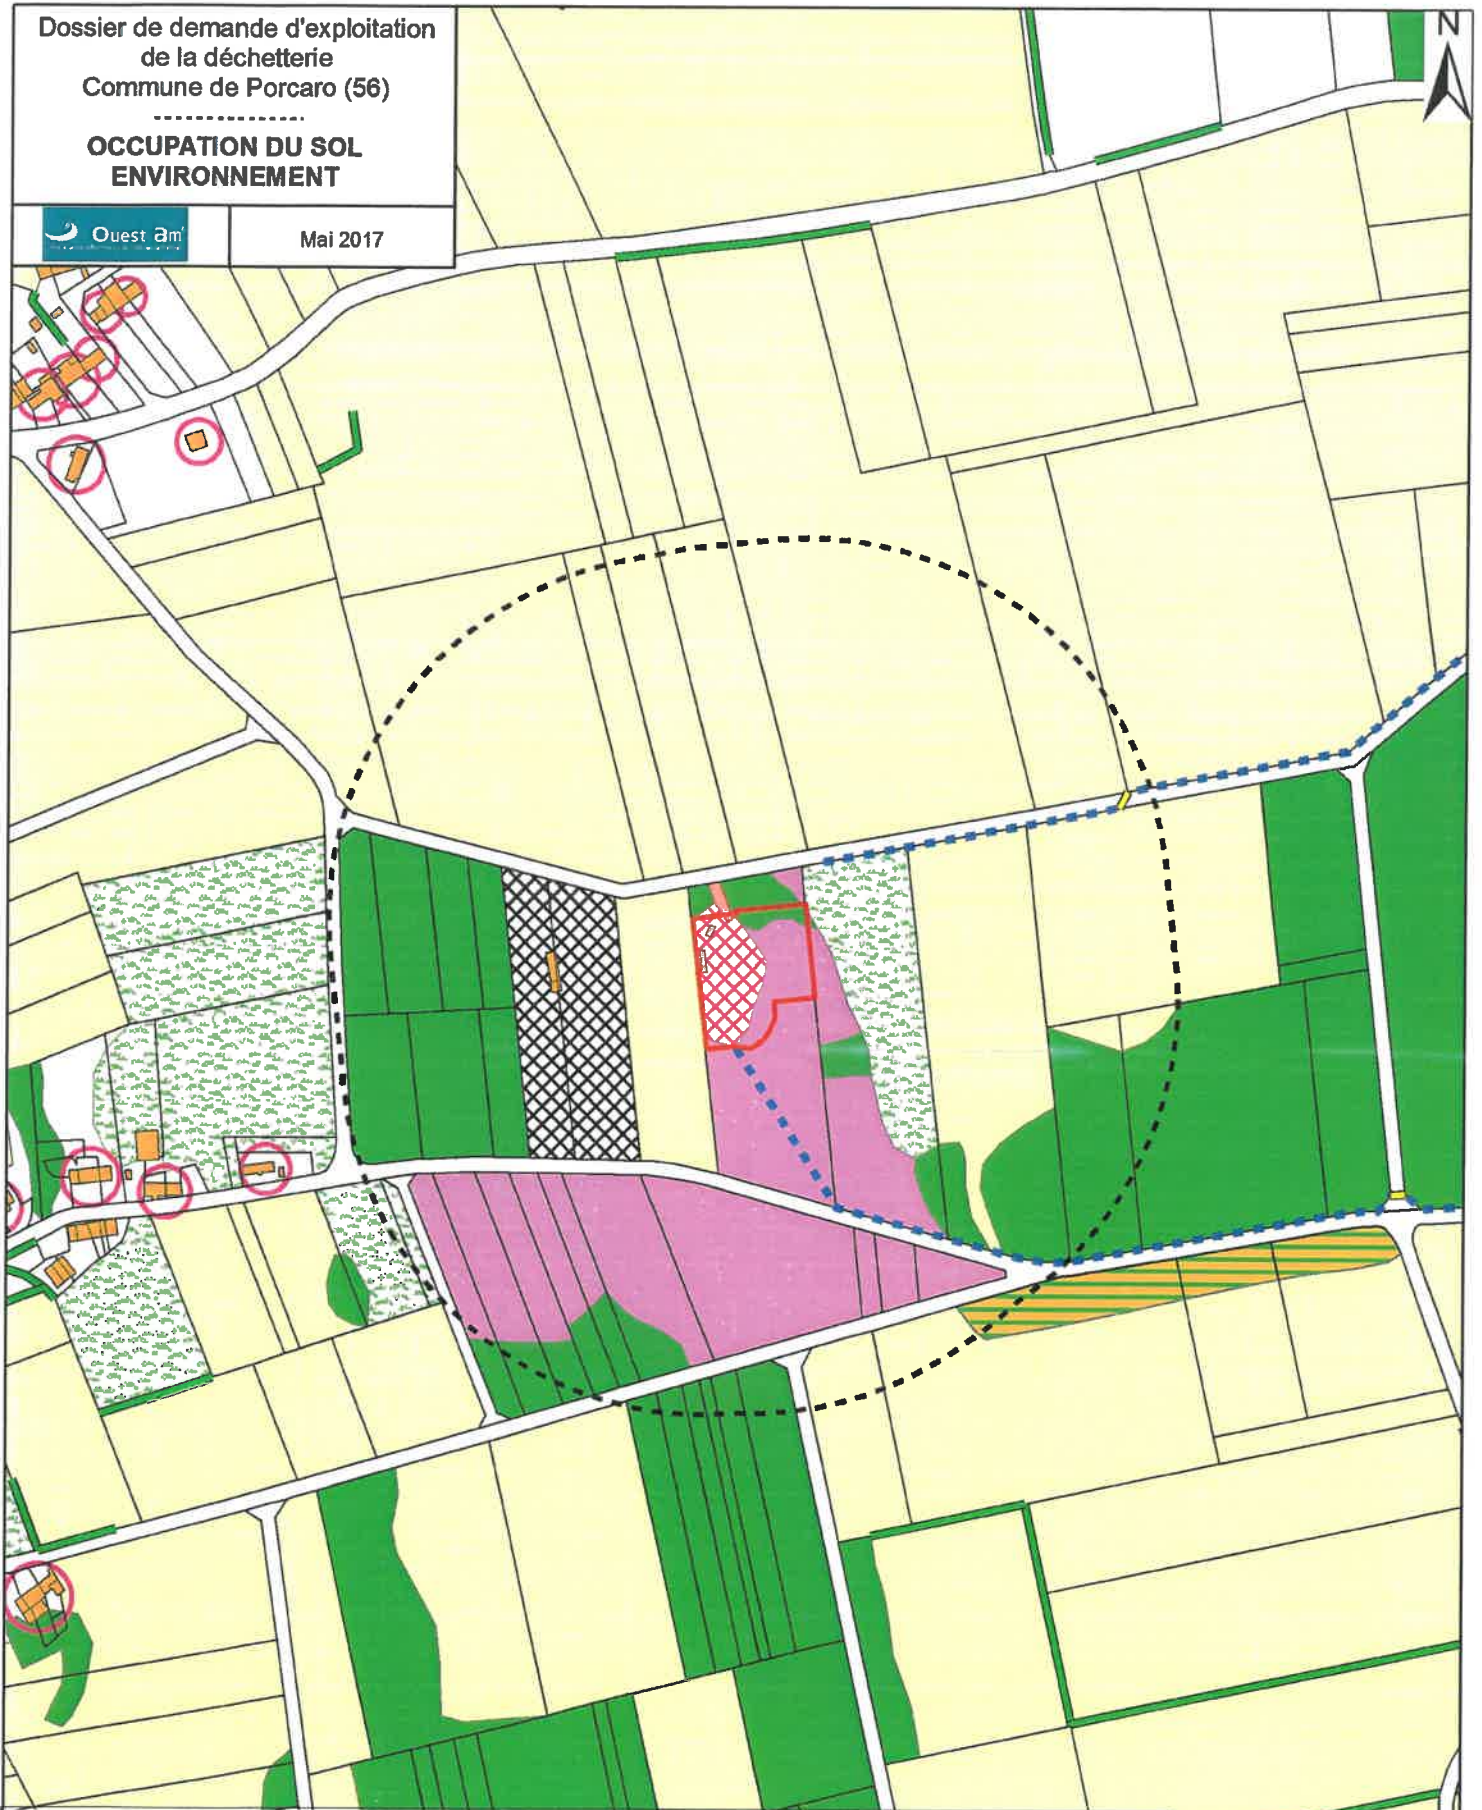 Dossier de demande d'exploitation
de la déchetterie
Commune de Porcaro (56)
OCCUPATION DU SOL
ENVIRONNEMENT
Ouest am'
Mai 2017
N